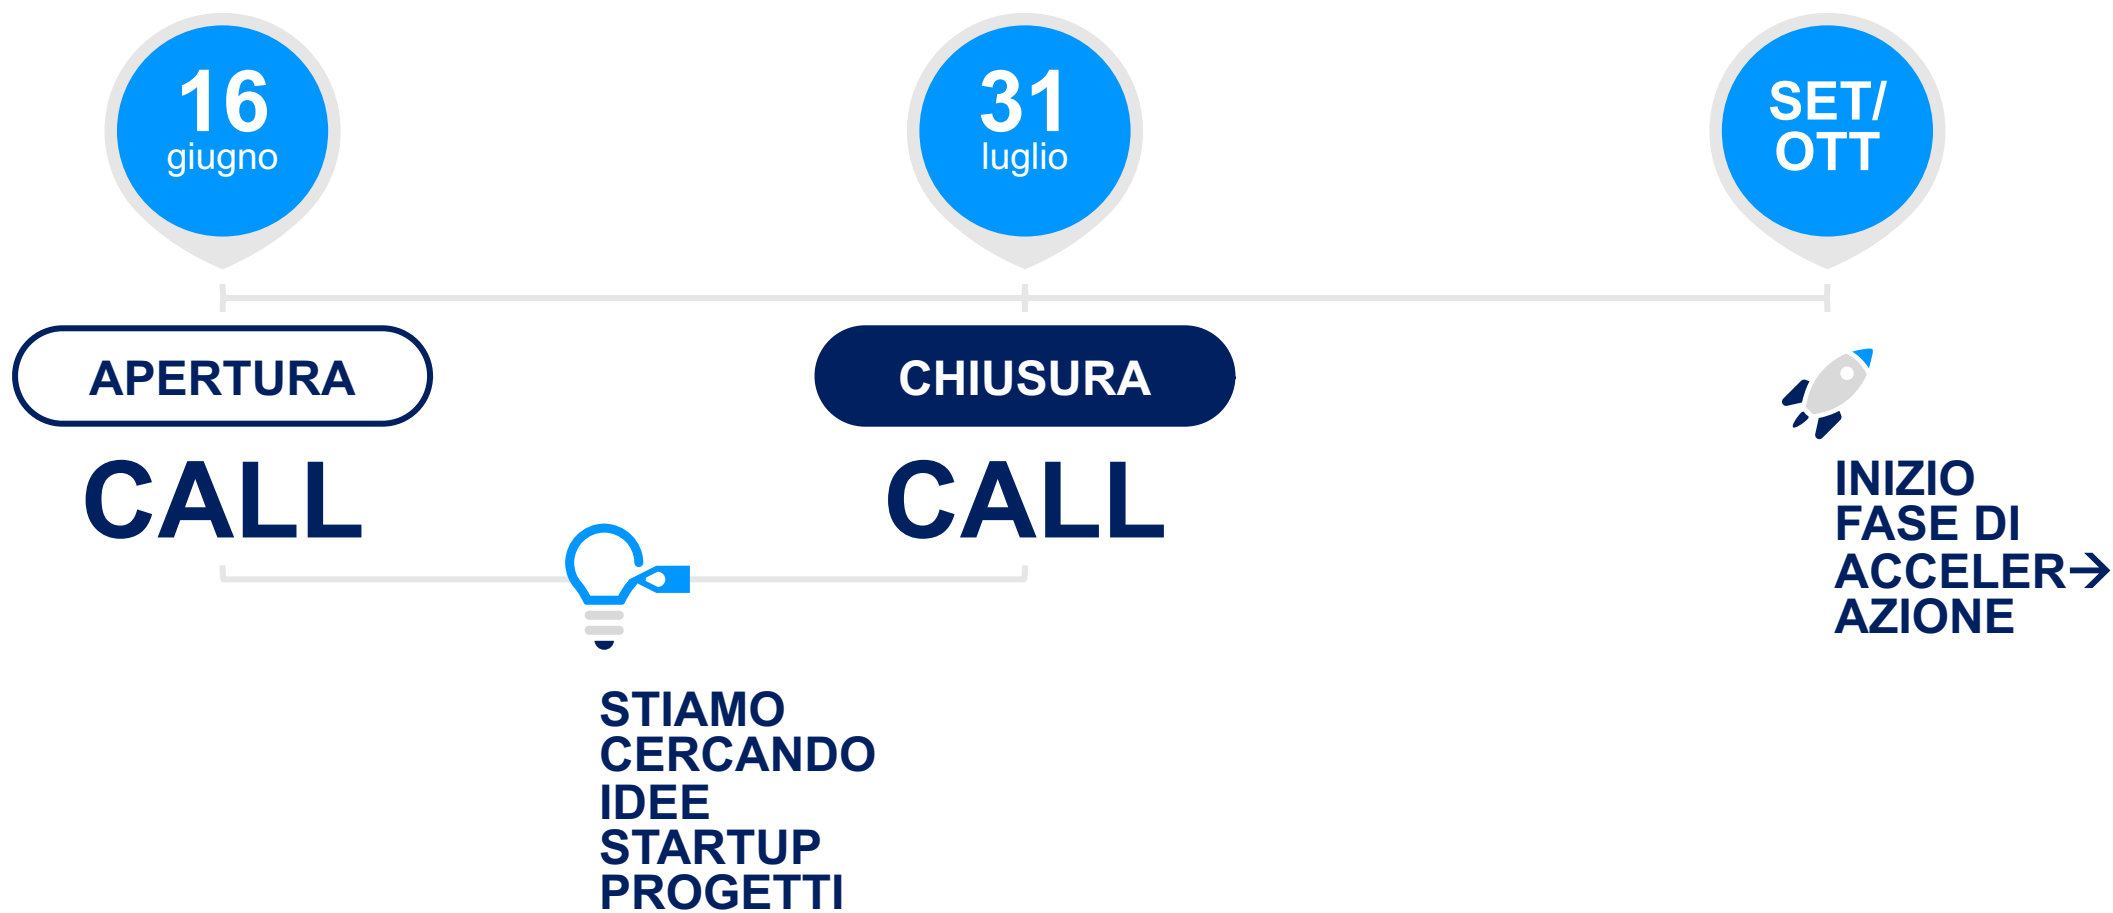 16
giugno
31
luglio
SET/
OTT
APERTURA
CALL
CHIUSURA
CALL
INIZIO
FASE DI
ACCELER→
AZIONE
STIAMO
CERCANDO
IDEE
STARTUP
PROGETTI